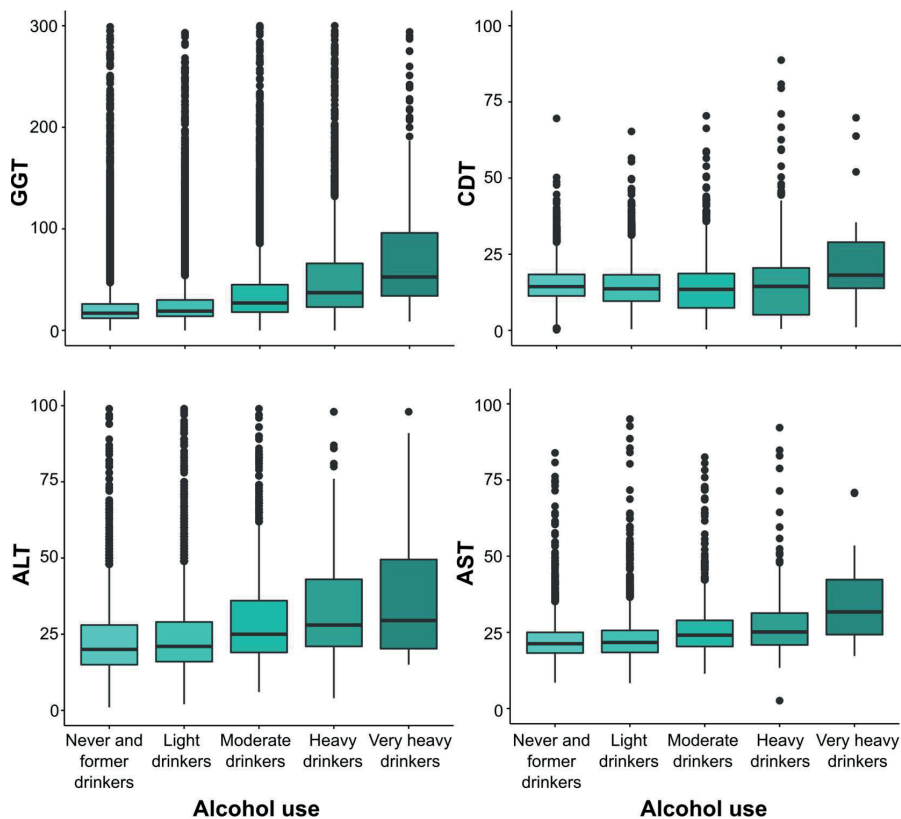 GGT
300
200
100
0
CDT
100
75
50
25
0
ALT
100
75
50
25
0
AST
100
75
50
25
0
Never and
former
drinkers
Light
drinkers
Moderate
drinkers
Heavy
drinkers
Very heavy
drinkers
Alcohol use
Never and
former
drinkers
Light
drinkers
Moderate
drinkers
Heavy
drinkers
Very heavy
drinkers
Alcohol use